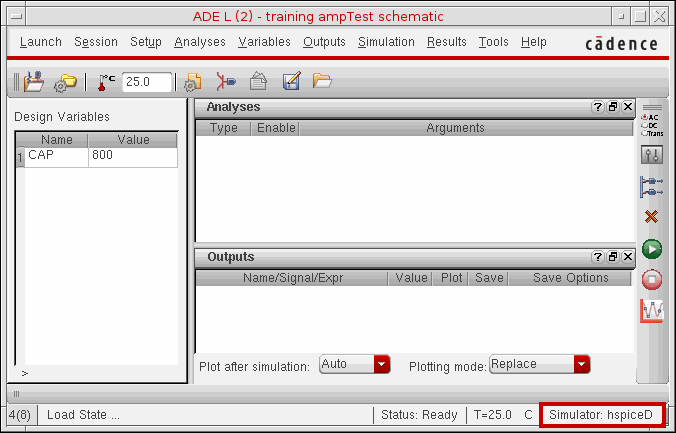 ADE L (2) - training ampTest schematic
Launch Session Setup Analyses Variables Outputs Simulation Results Tools Help cādence
°C 25.0
Design Variables
Name Value
1 CAP 800
>
Analyses
Type Enable Arguments
Outputs
Name/Signal/Expr Value Plot Save Save Options
Plot after simulation: Auto Plotting mode: Replace
AC
DC
Trans
4(8) Load State ... Status: Ready T=25.0 C Simulator: hspiceD